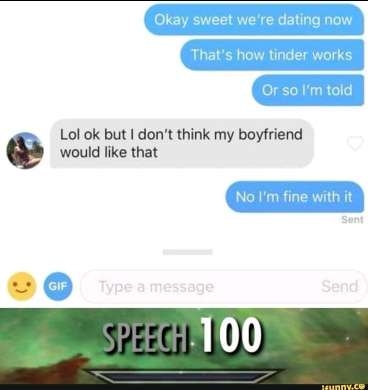 Okay sweet we're dating now
That's how tinder works
Or so I'm told
Lol ok but I don't think my boyfriend
would like that
No I'm fine with it
Sent
GIF
Type a message
Send
SPEECH 100
ifunny.co